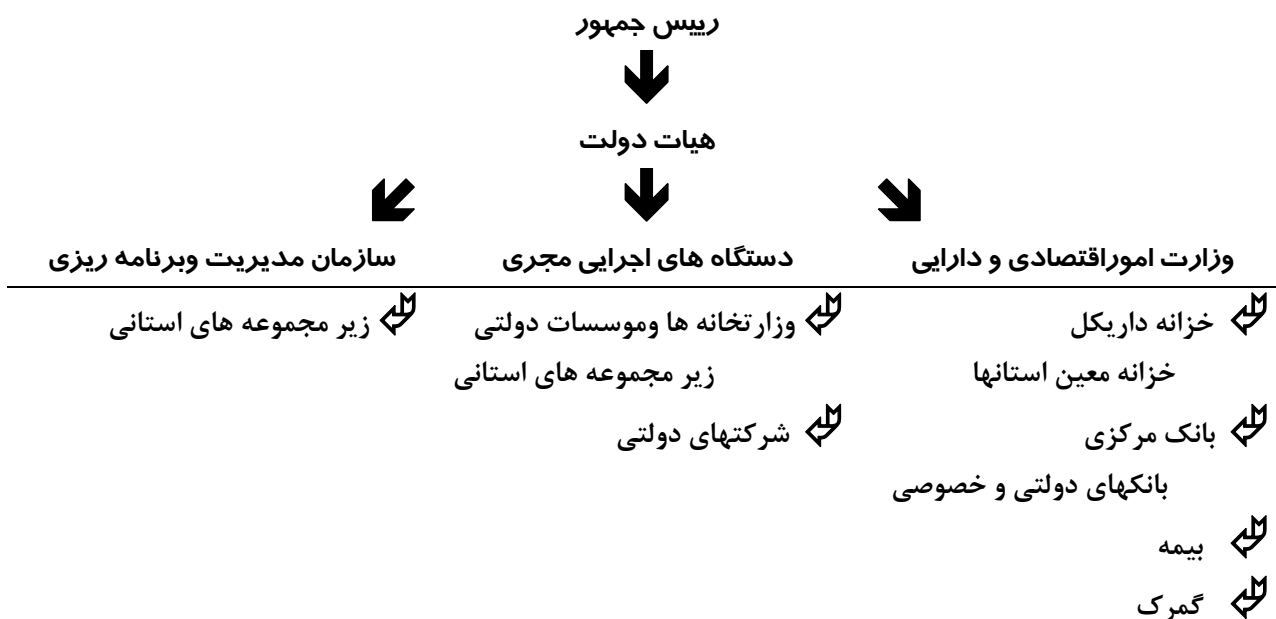 رییس جمهور
هیات دولت
وزارت اموراقتصادی و دارایی
دستگاه های اجرایی مجری
سازمان مدیریت وبرنامه ریزی
خزانه داریکل
وزارتخانه ها وموسسات دولتی
زیر مجموعه های استانی
خزانه معین استانها
زیر مجموعه های استانی
بانک مرکزی
شرکتهای دولتی
بانکهای دولتی و خصوصی
بیمه
گمرک